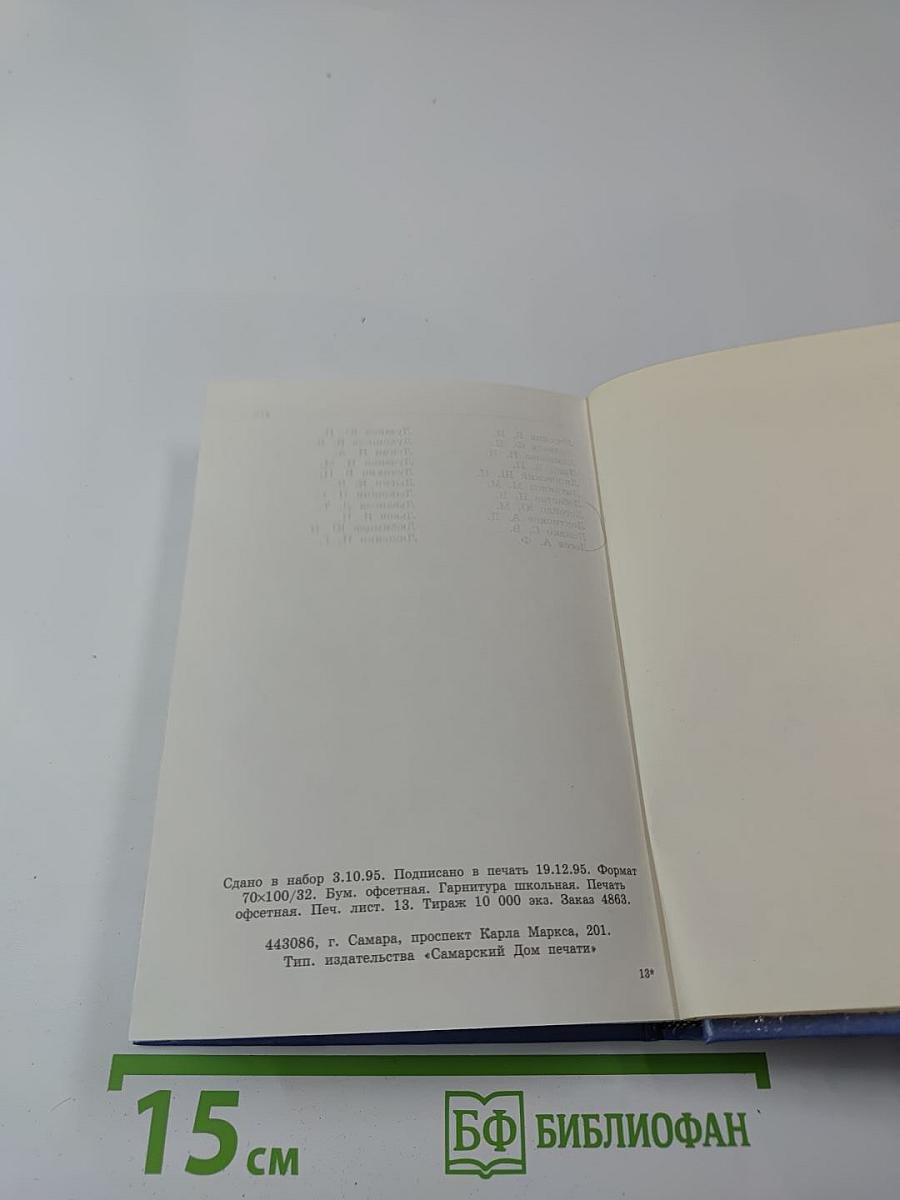 Сдано в набор 3.10.95. Подписано в печать 19.12.95. Формат
70×100/32. Бум. офсетная. Гарнитура школьная. Печать
офсетная. Печ. лист. 13. Тираж 10 000 экз. Заказ 4863.
443086, г. Самара, проспект Карла Маркса, 201.
Тип. издательства «Самарский Дом печати»
13*
15 см
БФ БИБЛИОФАН